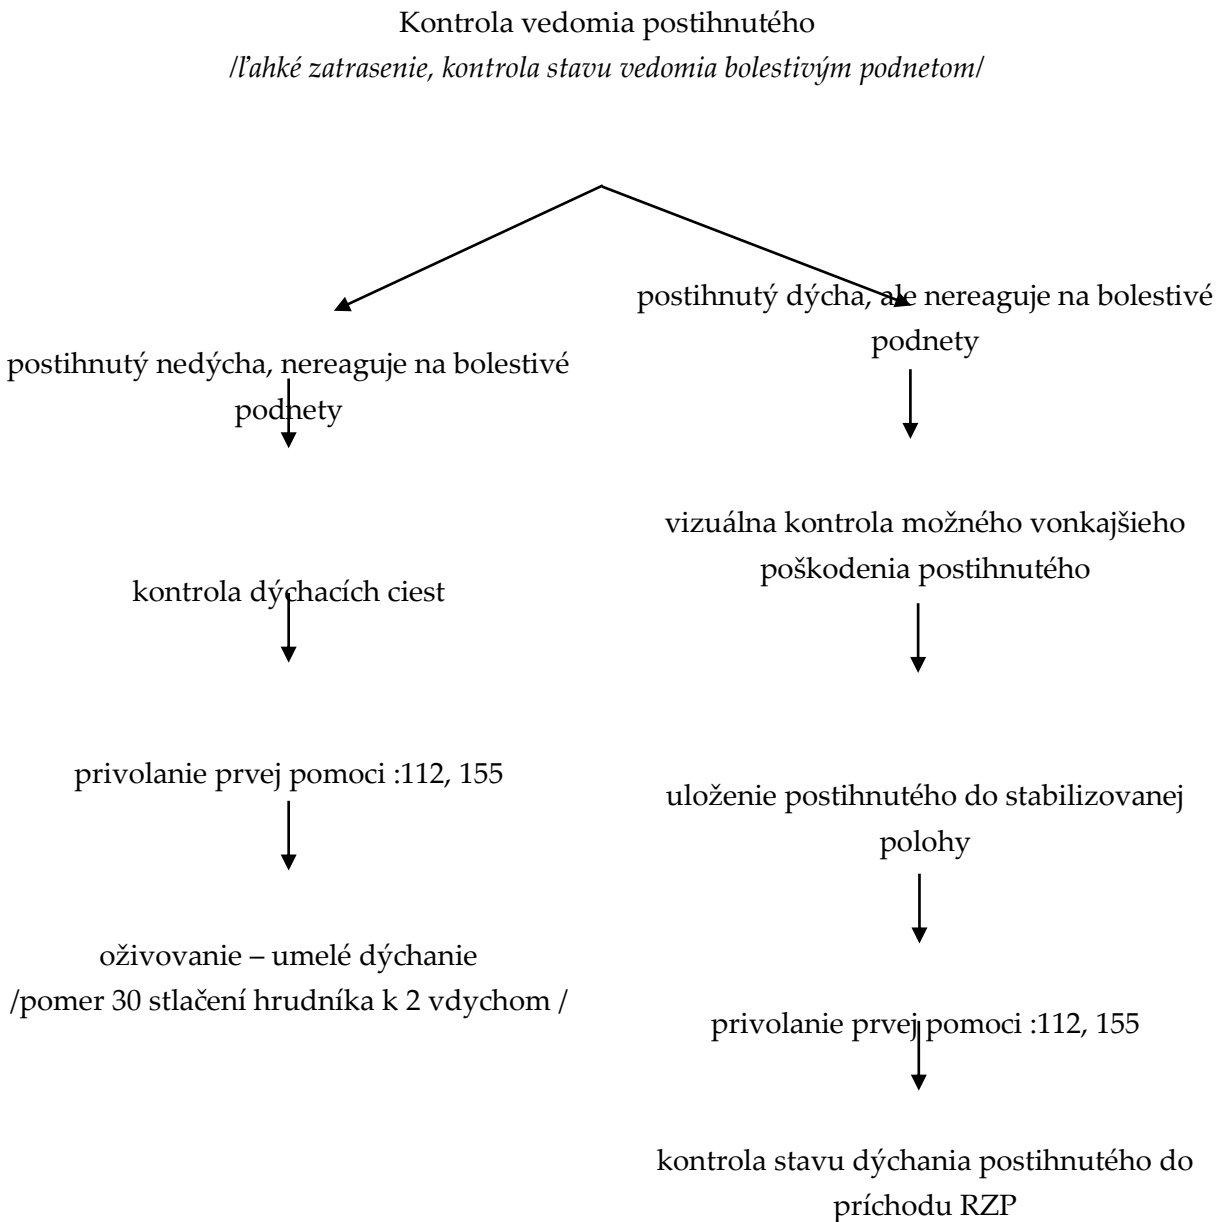 Kontrola vedomia postihnutého
/ľahké zatrasenie, kontrola stavu vedomia bolestivým podnetom/
postihnutý nedýcha, nereaguje na bolestivé
podnety
kontrola dýchacích ciest
privolanie prvej pomoci :112, 155
oživovanie – umelé dýchanie
/pomer 30 stlačení hrudníka k 2 vdychom /
postihnutý dýcha, ale nereaguje na bolestivé
podnety
vizuálna kontrola možného vonkajšieho
poškodenia postihnutého
uloženie postihnutého do stabilizovanej
polohy
privolanie prvej pomoci :112, 155
kontrola stavu dýchania postihnutého do
príchodu RZP